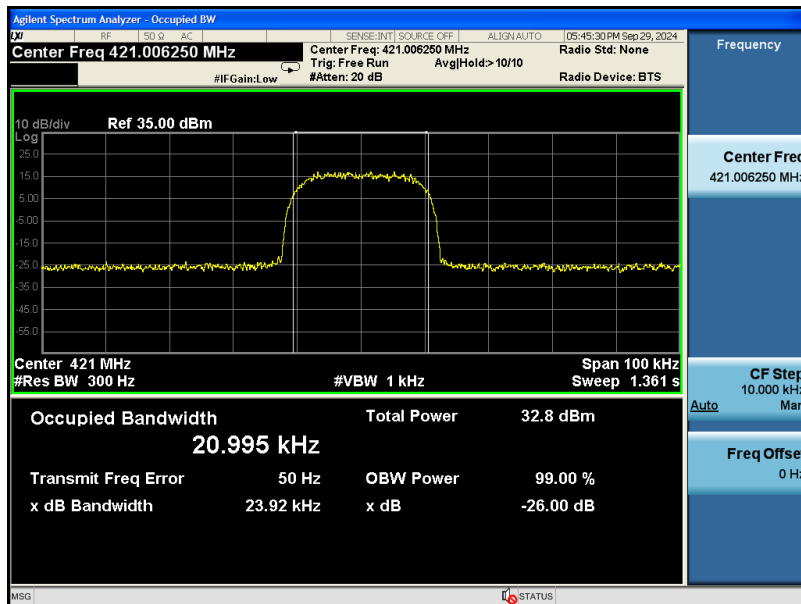 Agilent Spectrum Analyzer - Occupied BW
LXI RF 50 Ω AC SENSE:INT SOURCE OFF ALIGN AUTO 05:45:30 PM Sep 29, 2024
Center Freq 421.006250 MHz
Center Freq: 421.006250 MHz Radio Std: None
Trig: Free Run Avg|Hold:> 10/10
#IFGain:Low #Atten: 20 dB Radio Device: BTS
Frequency
10 dB/div Ref 35.00 dBm
Log
25.0
15.0
5.00
-5.00
-15.0
-25.0
-35.0
-45.0
-55.0
Center 421 MHz Span 100 kHz
#Res BW 300 Hz #VBW 1 kHz Sweep 1.361 s
Occupied Bandwidth Total Power 32.8 dBm
20.995 kHz
Transmit Freq Error 50 Hz OBW Power 99.00 %
x dB Bandwidth 23.92 kHz x dB -26.00 dB
Center Freq
421.006250 MHz
CF Step
10.000 kHz
Auto Man
Freq Offset
0 Hz
MSG STATUS